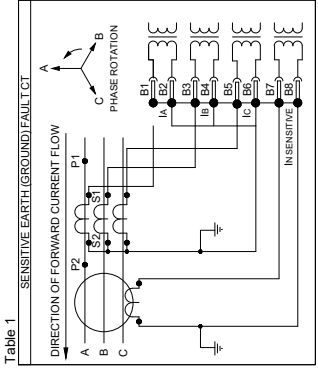 Table 1
SENSITIVE EARTH (GROUND) FAULT CT
DIRECTION OF FORWARD CURRENT FLOW
A
B
C
PHASE ROTATION
P2
P1
A
B
C
S2
S1
B1
B2
B3
B4
B5
B6
B7
B8
IA
IB
IC
IN SENSITIVE